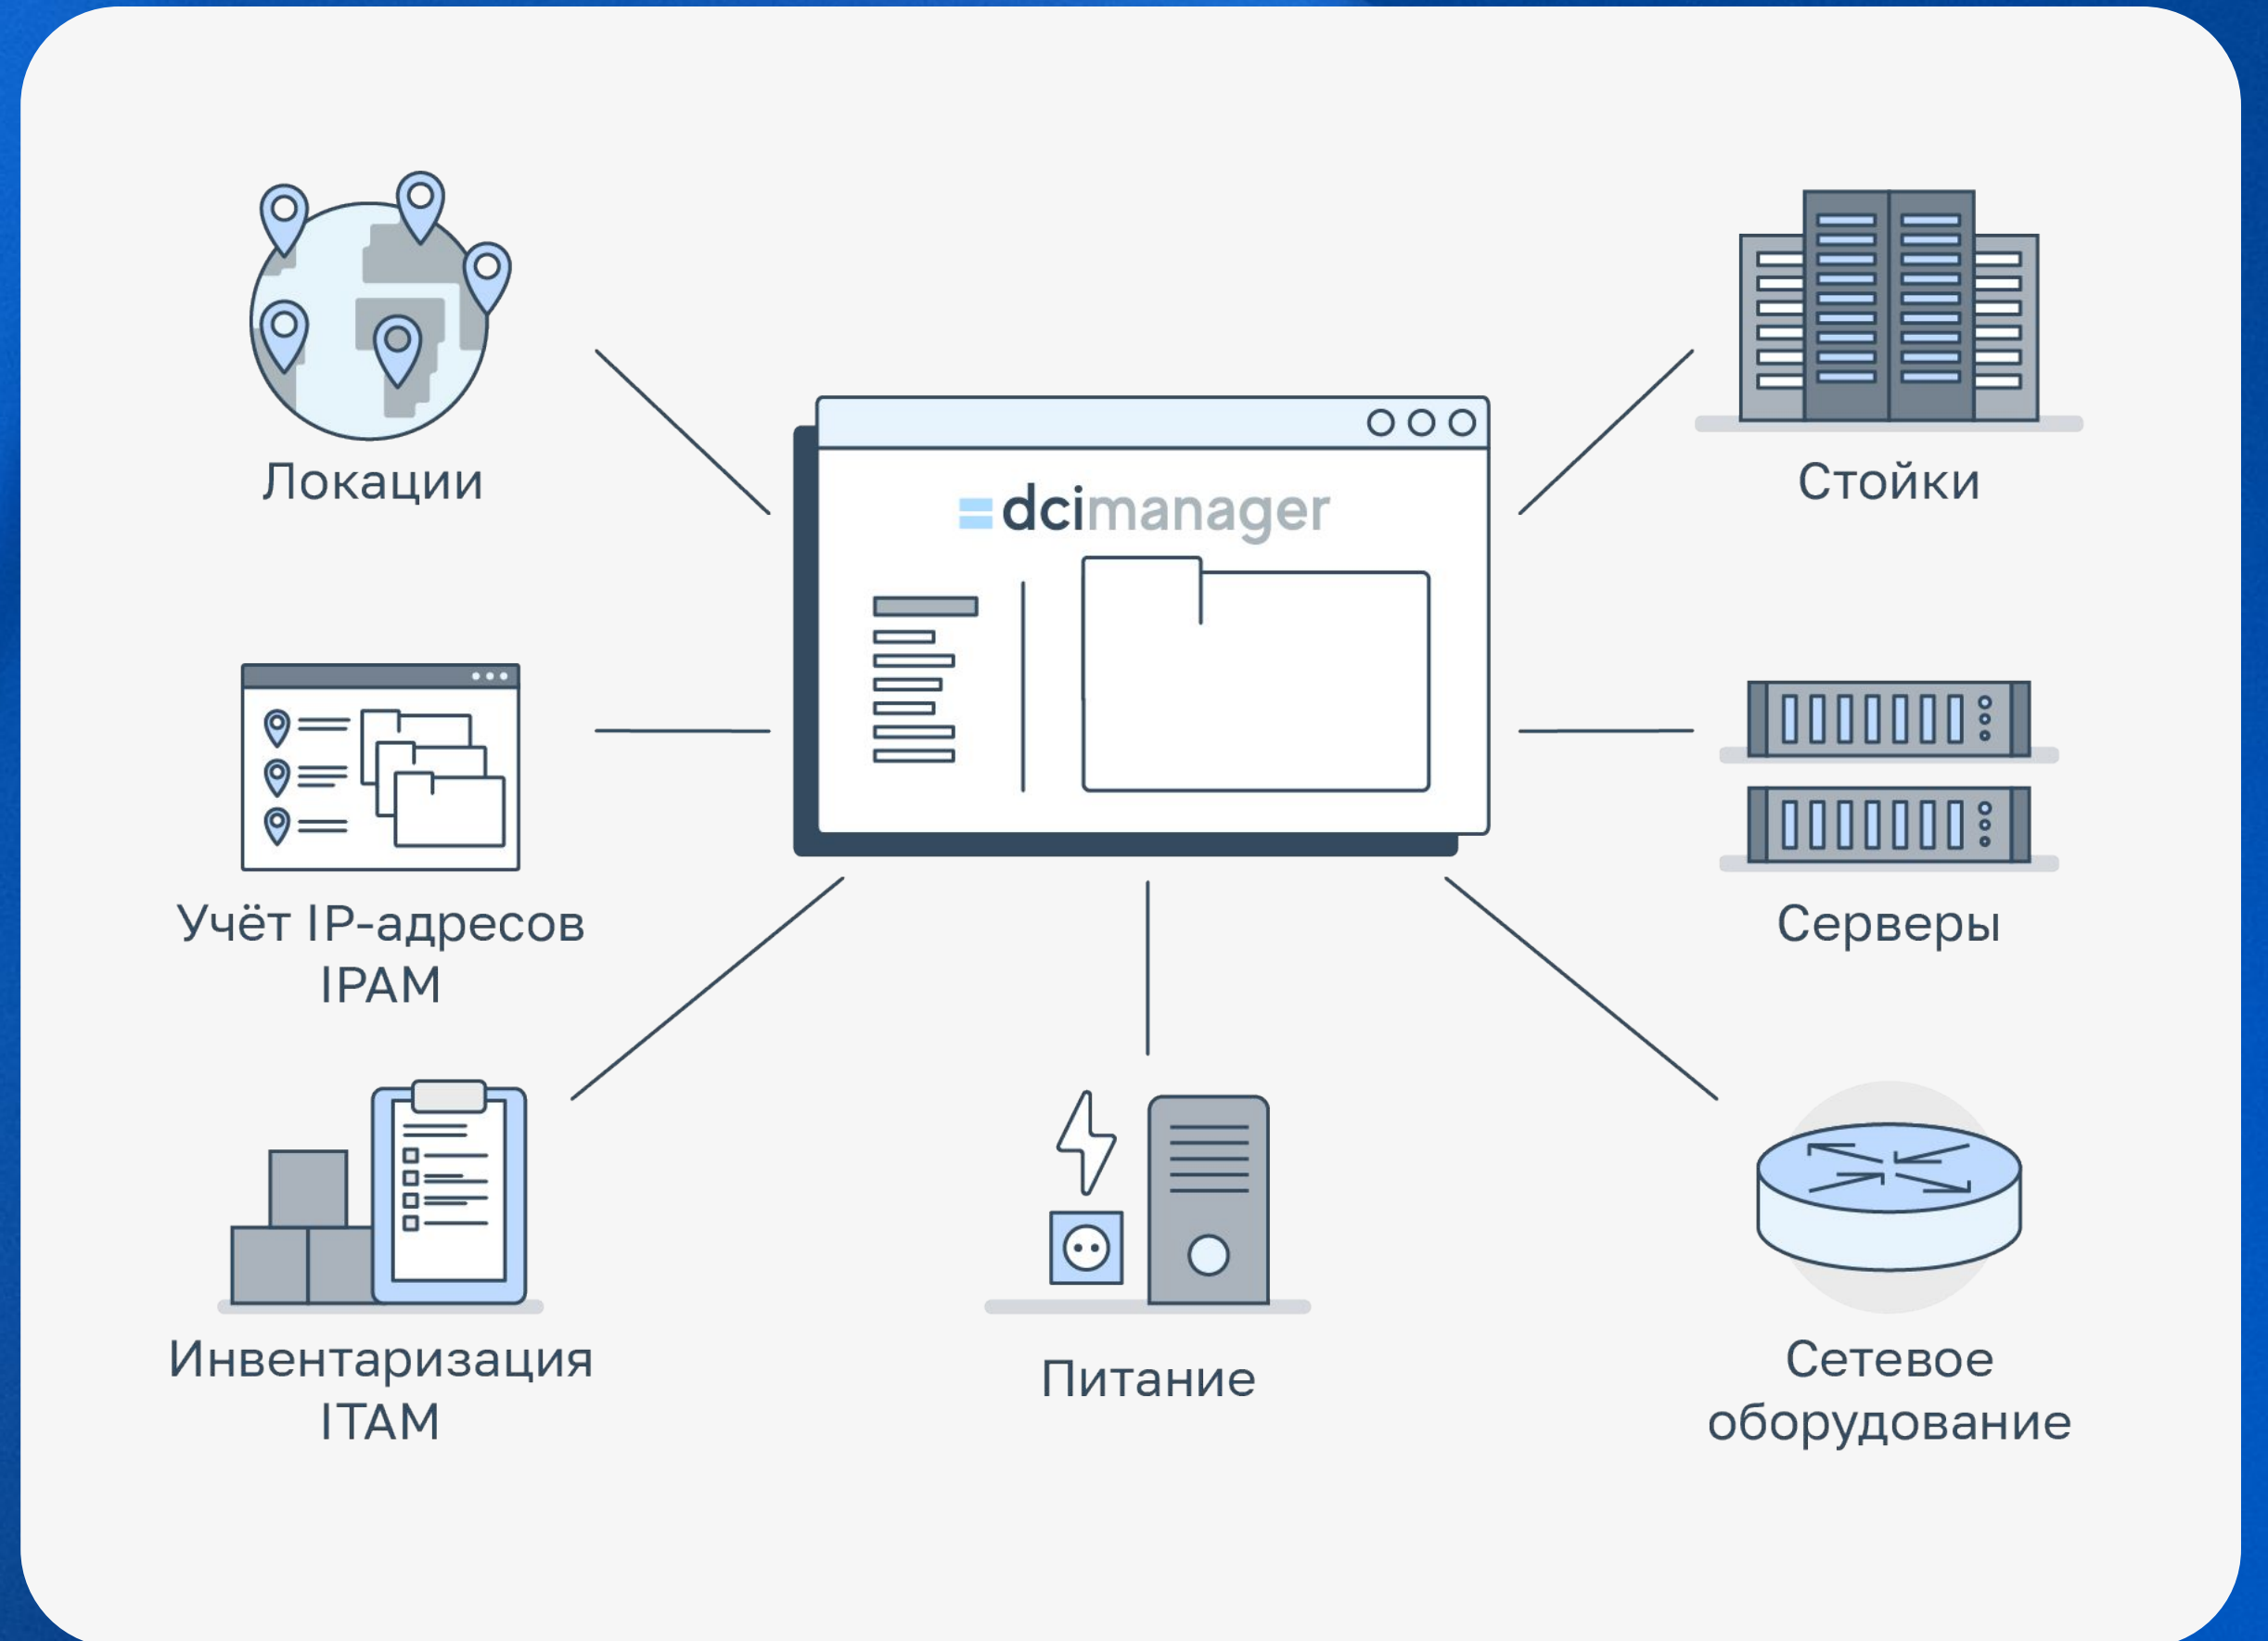 Локации
Стойки
dcimanager
Учёт IP-адресов
IPAM
Серверы
Инвентаризация
ITAM
Питание
Сетевое
оборудование